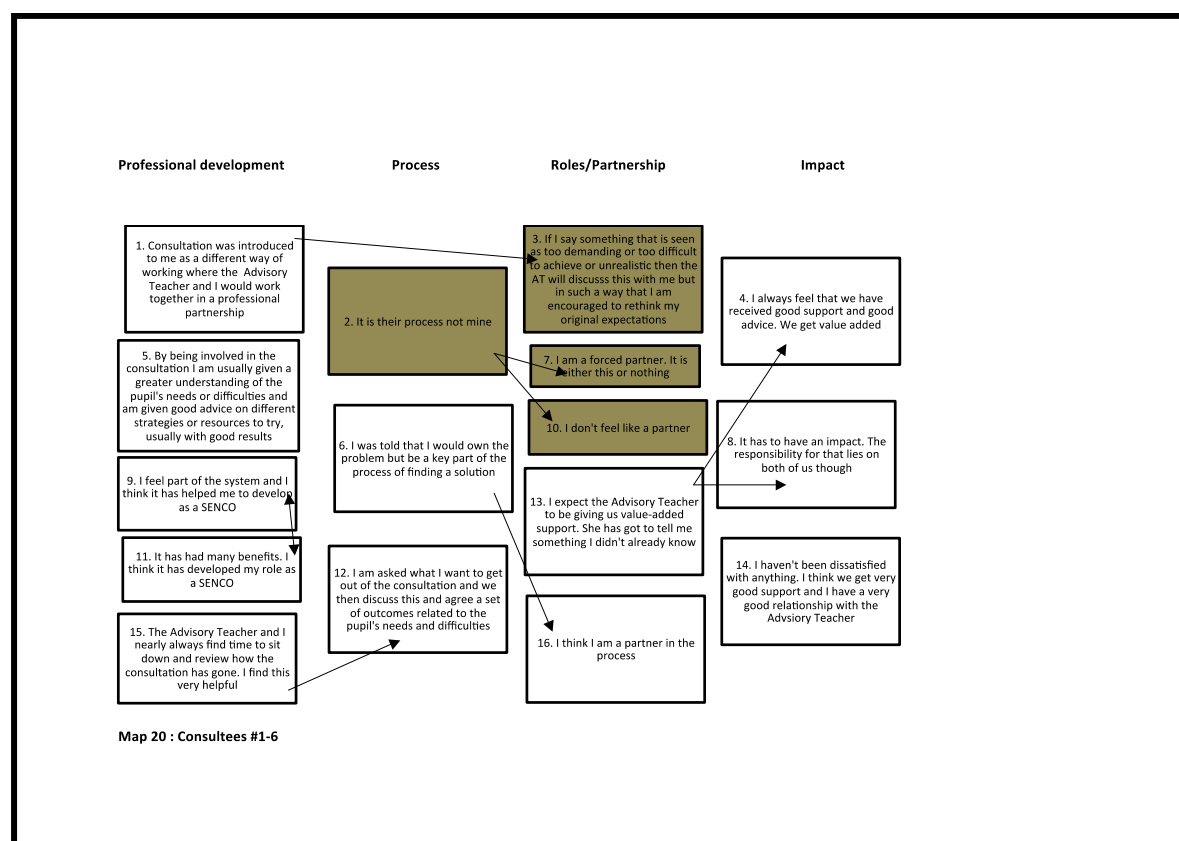 Professional development
Process
Roles/Partnership
Impact
1. Consultation was introduced
to me as a different way of
working where the Advisory
Teacher and I would work
together in a professional
partnership
2. It is their process not mine
3. If I say something that is seen
as too demanding or too difficult
to achieve or unrealistic then the
AT will discusss this with me but
in such a way that I am
encouraged to rethink my
original expectations
4. I always feel that we have
received good support and good
advice. We get value added
5. By being involved in the
consultation I am usually given a
greater understanding of the
pupil's needs or difficulties and
am given good advice on different
strategies or resources to try,
usually with good results
6. I was told that I would own the
problem but be a key part of the
process of finding a solution
7. I am a forced partner. It is
either this or nothing
8. It has to have an impact. The
responsibility for that lies on
both of us though
9. I feel part of the system and I
think it has helped me to develop
as a SENCO
10. I don't feel like a partner
11. It has had many benefits. I
think it has developed my role as
a SENCO
12. I am asked what I want to get
out of the consultation and we
then discuss this and agree a set
of outcomes related to the
pupil's needs and difficulties
13. I expect the Advisory Teacher
to be giving us value-added
support. She has got to tell me
something I didn't already know
14. I haven't been dissatisfied
with anything. I think we get very
good support and I have a very
good relationship with the
Advsiory Teacher
15. The Advisory Teacher and I
nearly always find time to sit
down and review how the
consultation has gone. I find this
very helpful
16. I think I am a partner in the
process
Map 20 : Consultees #1-6